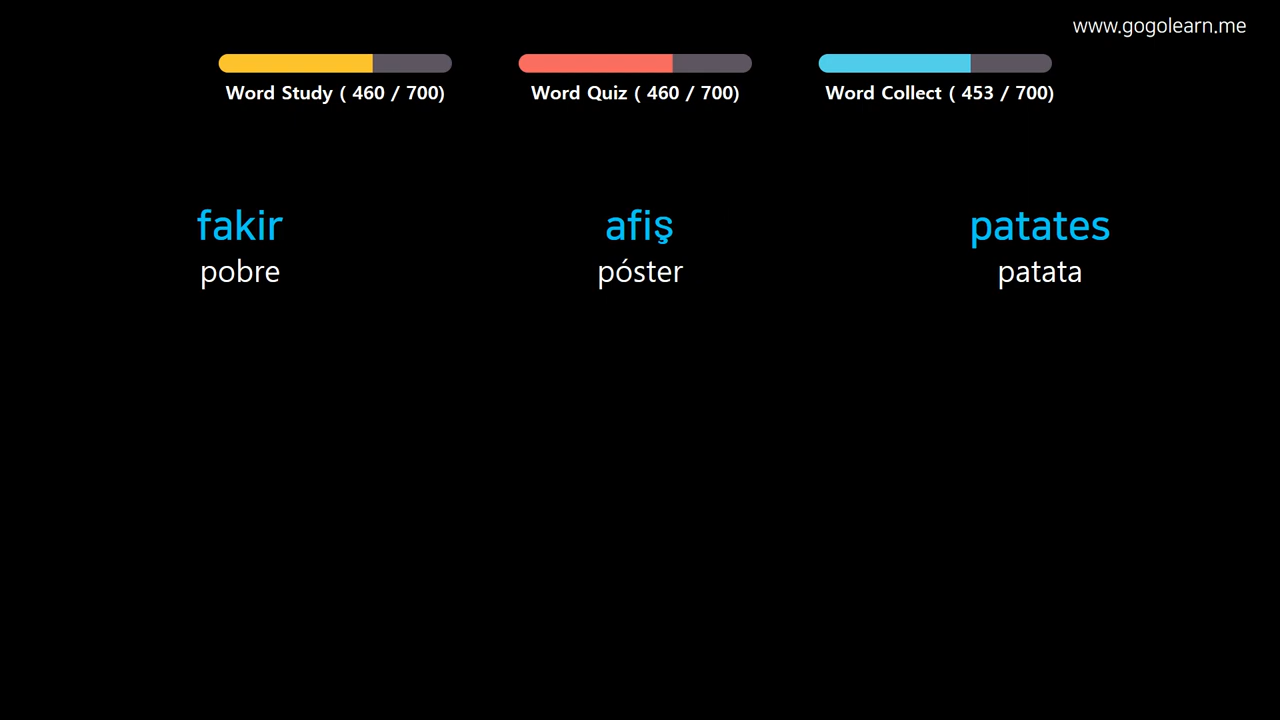 www.gogolearn.me
Word Study ( 460 / 700)
Word Quiz ( 460 / 700)
Word Collect ( 453 / 700)
fakir
pobre
afiş
póster
patates
patata